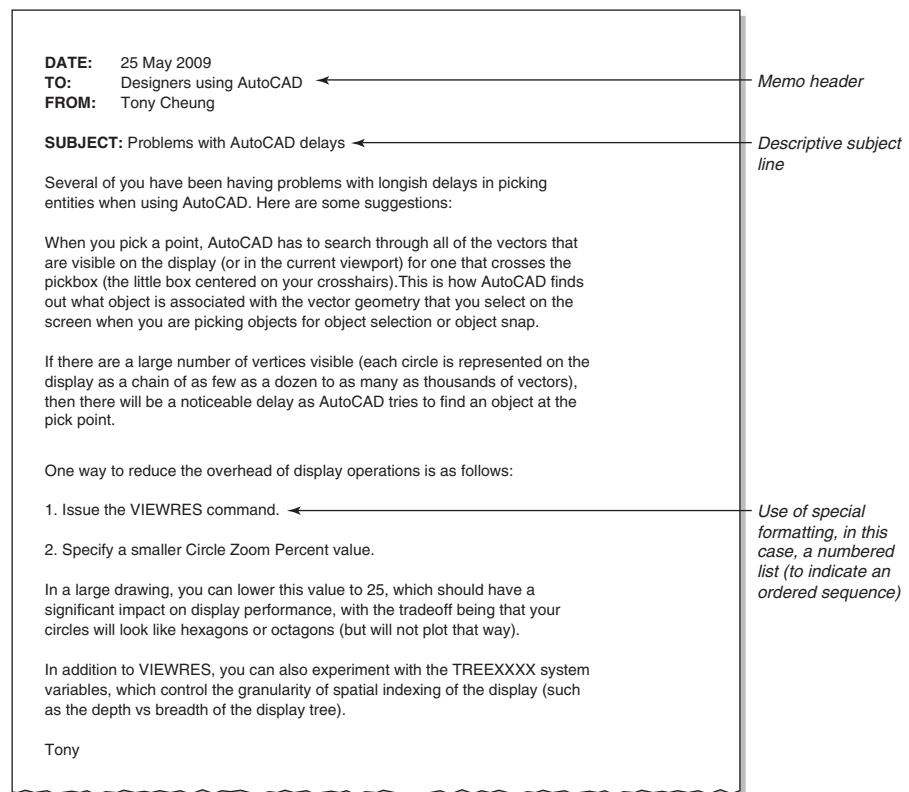 DATE: 25 May 2009
TO: Designers using AutoCAD
Memo header
FROM: Tony Cheung
SUBJECT: Problems with AutoCAD delays
Descriptive subject
line
Several of you have been having problems with longish delays in picking
entities when using AutoCAD. Here are some suggestions:
When you pick a point, AutoCAD has to search through all of the vectors that
are visible on the display (or in the current viewport) for one that crosses the
pickbox (the little box centered on your crosshairs).This is how AutoCAD finds
out what object is associated with the vector geometry that you select on the
screen when you are picking objects for object selection or object snap.
If there are a large number of vertices visible (each circle is represented on the
display as a chain of as few as a dozen to as many as thousands of vectors),
then there will be a noticeable delay as AutoCAD tries to find an object at the
pick point.
One way to reduce the overhead of display operations is as follows:
1. Issue the VIEWRES command.
2. Specify a smaller Circle Zoom Percent value.
Use of special
formatting, in this
case, a numbered
list (to indicate an
ordered sequence)
In a large drawing, you can lower this value to 25, which should have a
significant impact on display performance, with the tradeoff being that your
circles will look like hexagons or octagons (but will not plot that way).
In addition to VIEWRES, you can also experiment with the TREEXXXX system
variables, which control the granularity of spatial indexing of the display (such
as the depth vs breadth of the display tree).
Tony